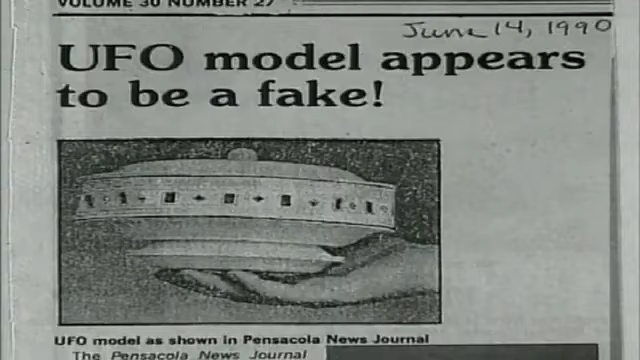 VOLUME 30 NUMBER 27
June 14, 1990
UFO model appears
to be a fake!
UFO model as shown in Pensacola News Journal
The Pensacola News Journal